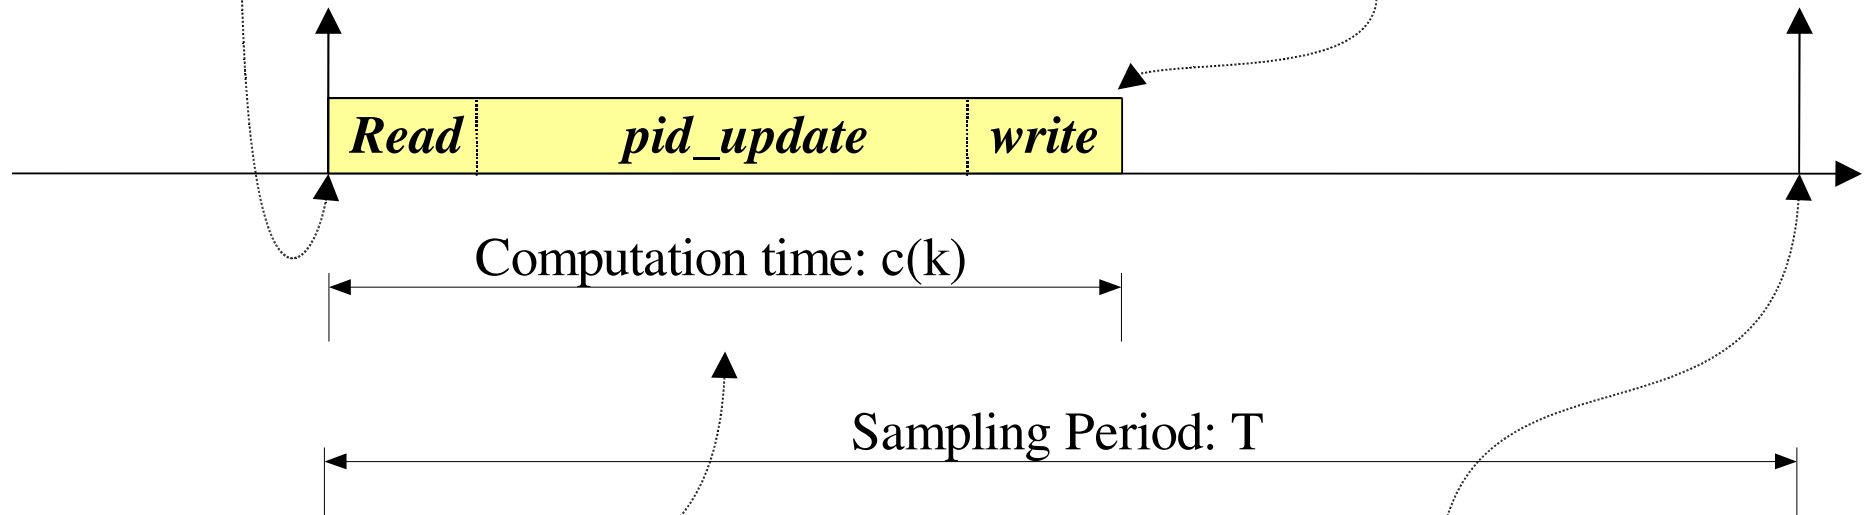 Read pid_update write
Computation time: c(k)
Sampling Period: T